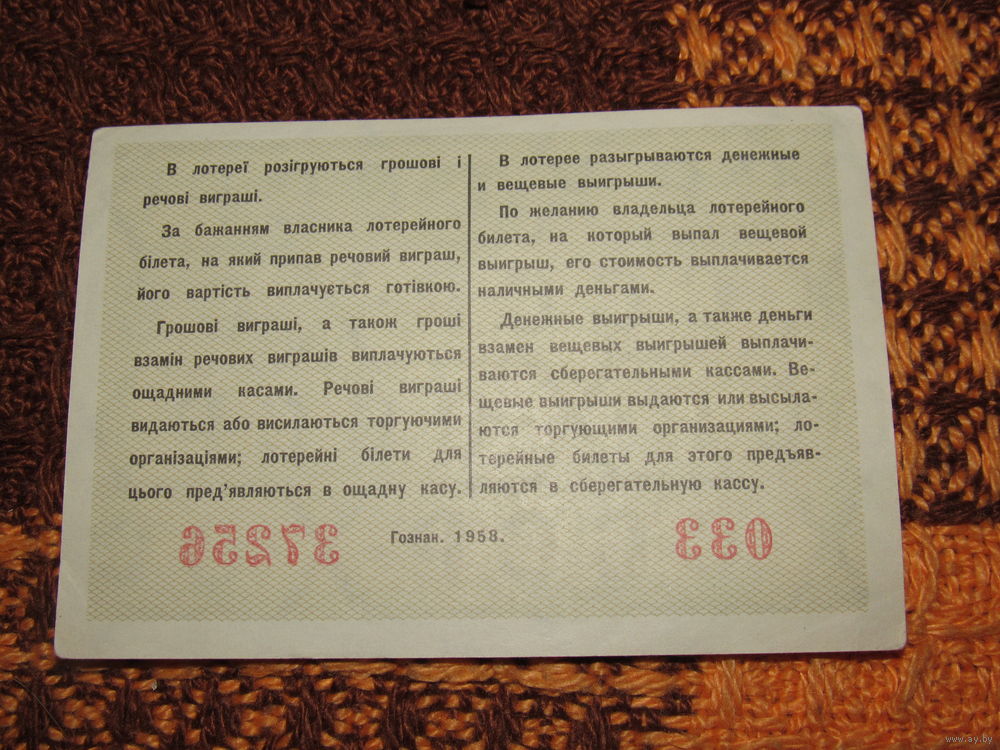 В лотереї розігруються грошові і
речові виграші.
За бажанням власника лотерейного
білета, на який припав речовий виграш,
його вартість виплачується готівкою.
Грошові виграші, а також гроші
взамін речових виграшів виплачуються
ощадними касами. Речові виграші
видаються або висилаються торгуючими
організаціями; лотерейні білети для
цього пред'являються в ощадну касу.
В лотерее разыгрываются денежные
и вещевые выигрыши.
По желанию владельца лотерейного
билета, на который выпал вещевой
выигрыш, его стоимость выплачивается
наличными деньгами.
Денежные выигрыши, а также деньги
взамен вещевых выигрышей выплачи-
ваются сберегательными кассами. Ве-
щевые выигрыши выдаются или высыла-
ются торгующими организациями; ло-
терейные билеты для этого предъяв-
ляются в сберегательную кассу.
37256
Гознак. 1958.
033
www.ay.by